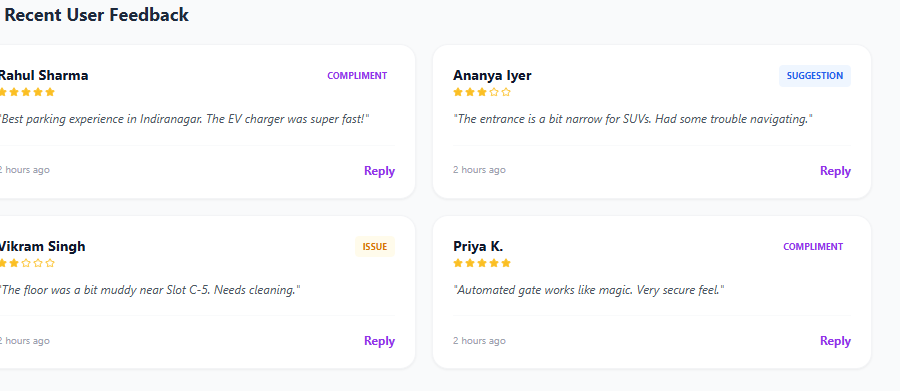 Recent User Feedback
Rahul Sharma
COMPLIMENT
"Best parking experience in Indiranagar. The EV charger was super fast!"
2 hours ago
Reply
Ananya Iyer
SUGGESTION
"The entrance is a bit narrow for SUVs. Had some trouble navigating."
2 hours ago
Reply
Vikram Singh
ISSUE
"The floor was a bit muddy near Slot C-5. Needs cleaning."
2 hours ago
Reply
Priya K.
COMPLIMENT
"Automated gate works like magic. Very secure feel."
2 hours ago
Reply